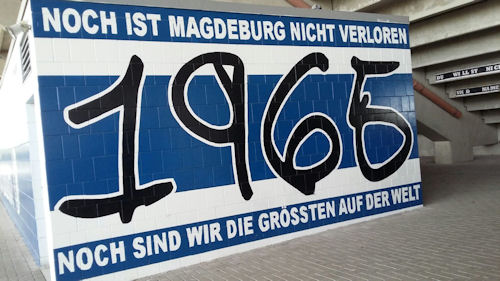 NOCH IST MAGDEBURG NICHT VERLOREN
1965
NOCH SIND WIR DIE GRÖSSTEN AUF DER WELT